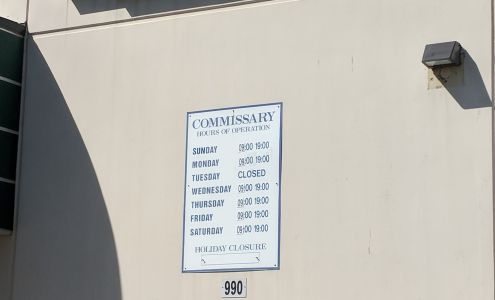 COMMISSARY
HOURS OF OPERATION
SUNDAY 09:00 19:00
MONDAY 09:00 19:00
TUESDAY CLOSED
WEDNESDAY 09:00 19:00
THURSDAY 09:00 19:00
FRIDAY 09:00 19:00
SATURDAY 09:00 19:00
HOLIDAY CLOSURE
990